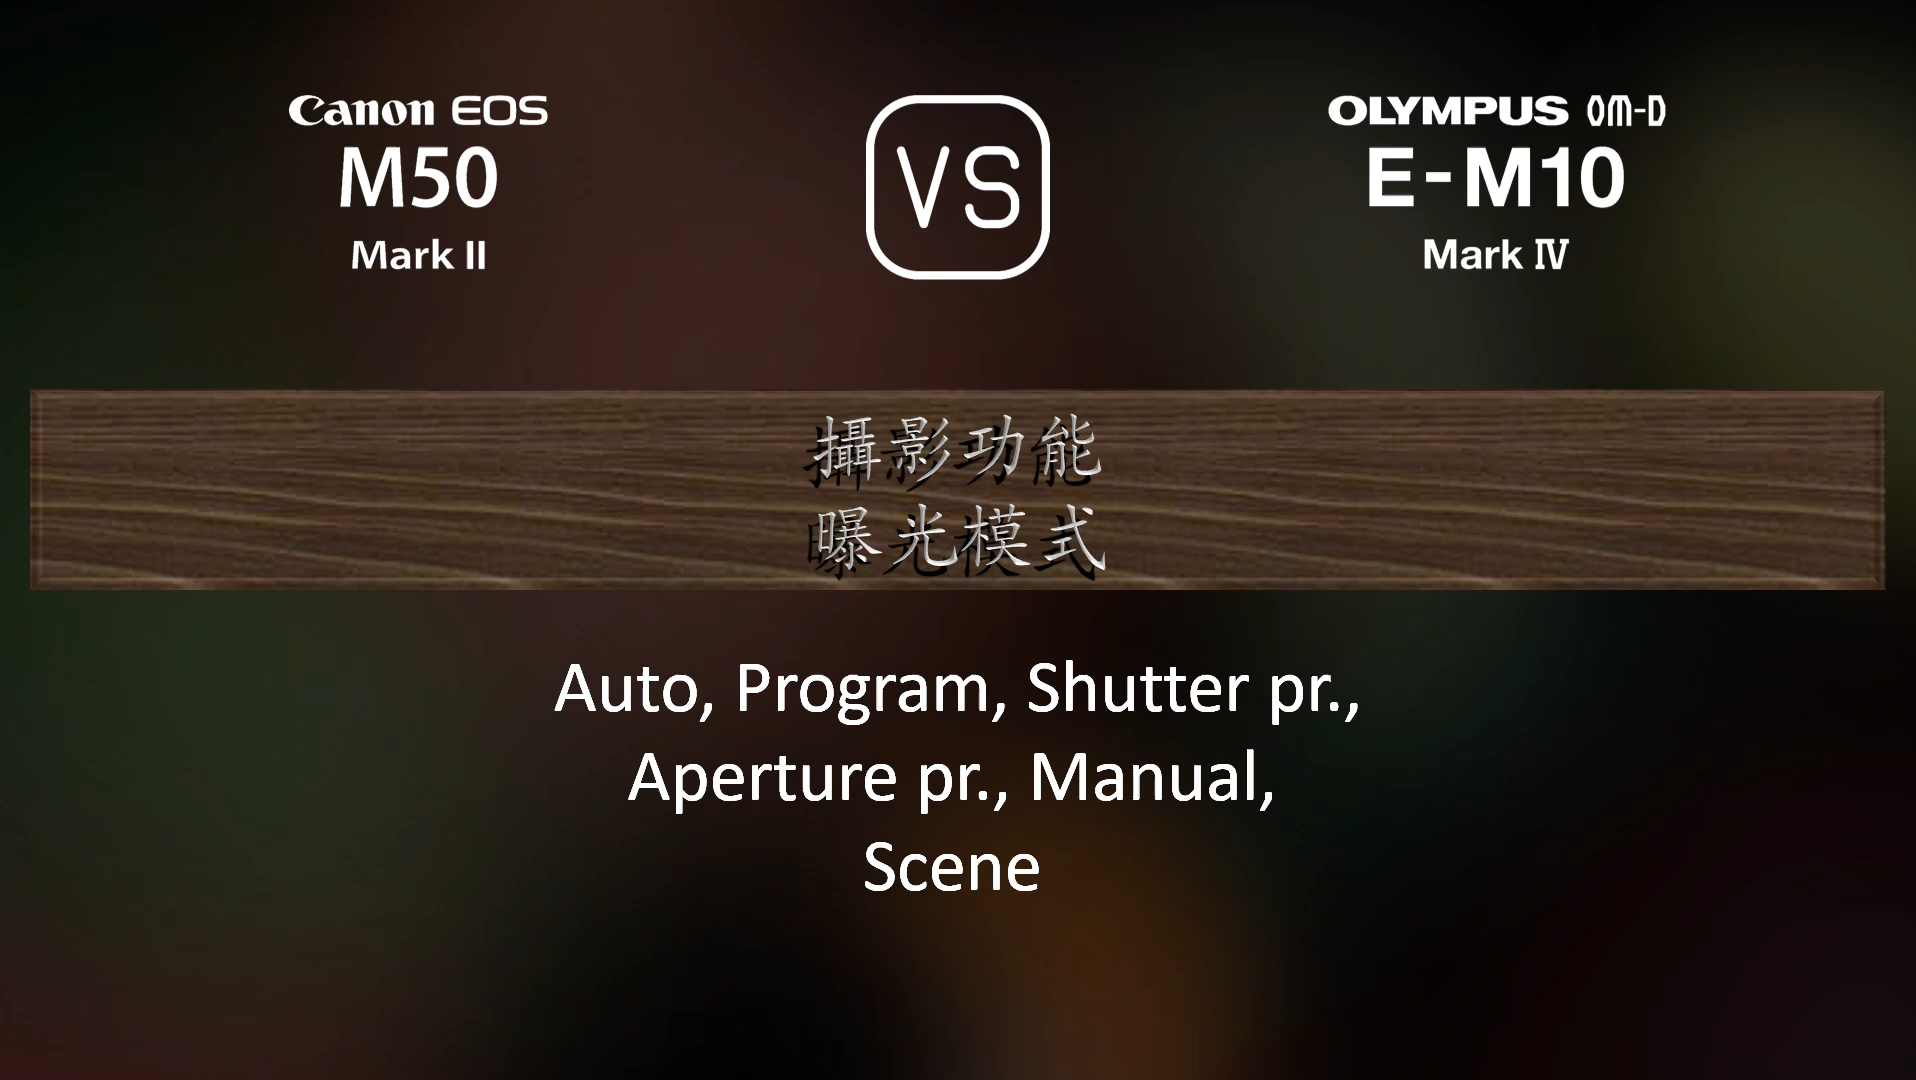 Canon EOS
M50
Mark II
VS
OLYMPUS OM-D
E-M10
Mark IV
攝影功能
曝光模式
Auto, Program, Shutter pr.,
Aperture pr., Manual,
Scene